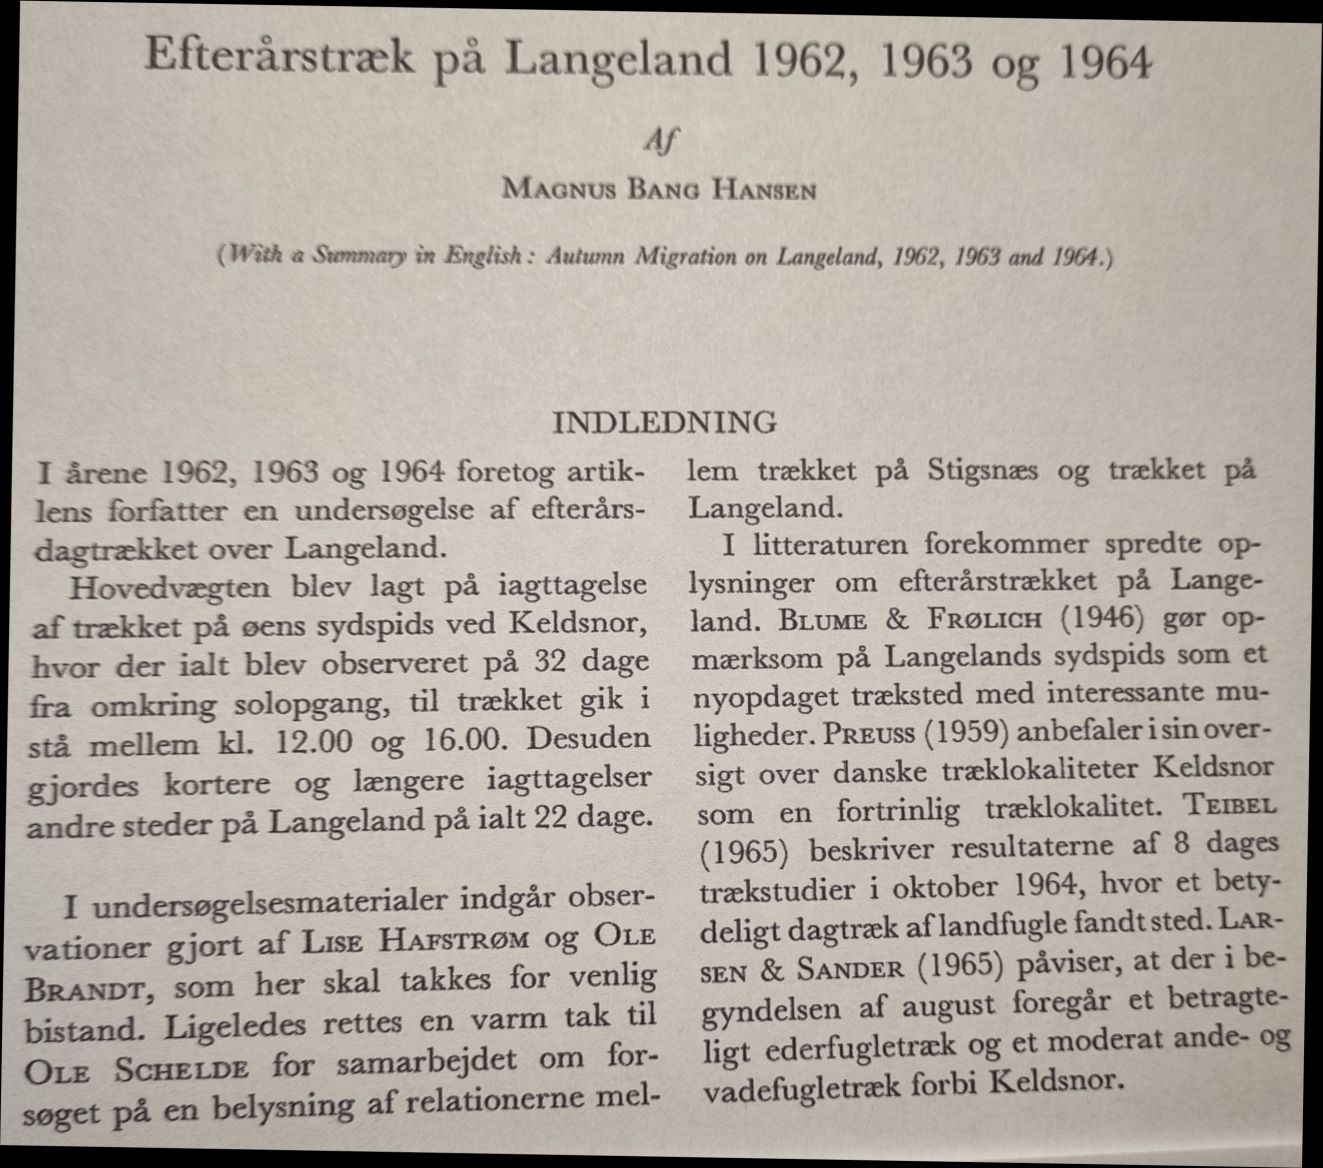 Efterårstræk på Langeland 1962, 1963 og 1964
Af
MAGNUS BANG HANSEN
(With a Summary in English: Autumn Migration on Langeland, 1962, 1963 and 1964.)
INDLEDNING
I årene 1962, 1963 og 1964 foretog artik-
lens forfatter en undersøgelse af efterårs-
dagtrækket over Langeland.
Hovedvægten blev lagt på iagttagelse
af trækket på øens sydspids ved Keldsnor,
hvor der ialt blev observeret på 32 dage
fra omkring solopgang, til trækket gik i
stå mellem kl. 12.00 og 16.00. Desuden
gjordes kortere og længere iagttagelser
andre steder på Langeland på ialt 22 dage.
I undersøgelsesmaterialer indgår obser-
vationer gjort af LISE HAFSTRØM og OLE
BRANDT, som her skal takkes for venlig
bistand. Ligeledes rettes en varm tak til
OLE SCHELDE for samarbejdet om for-
søget på en belysning af relationerne mel-
lem trækket på Stigsnæs og trækket på
Langeland.
I litteraturen forekommer spredte op-
lysninger om efterårstrækket på Lange-
land. BLUME & FRØLICH (1946) gør op-
mærksom på Langelands sydspids som et
nyopdaget træksted med interessante mu-
ligheder. PREUSS (1959) anbefaler i sin over-
sigt over danske træklokaliteter Keldsnor
som en fortrinlig træklokalitet. TEIBEL
(1965) beskriver resultaterne af 8 dages
trækstudier i oktober 1964, hvor et bety-
deligt dagtræk af landfugle fandt sted. LAR-
SEN & SANDER (1965) påviser, at der i be-
gyndelsen af august foregår et betragte-
ligt ederfugletræk og et moderat ande- og
vadefugletræk forbi Keldsnor.